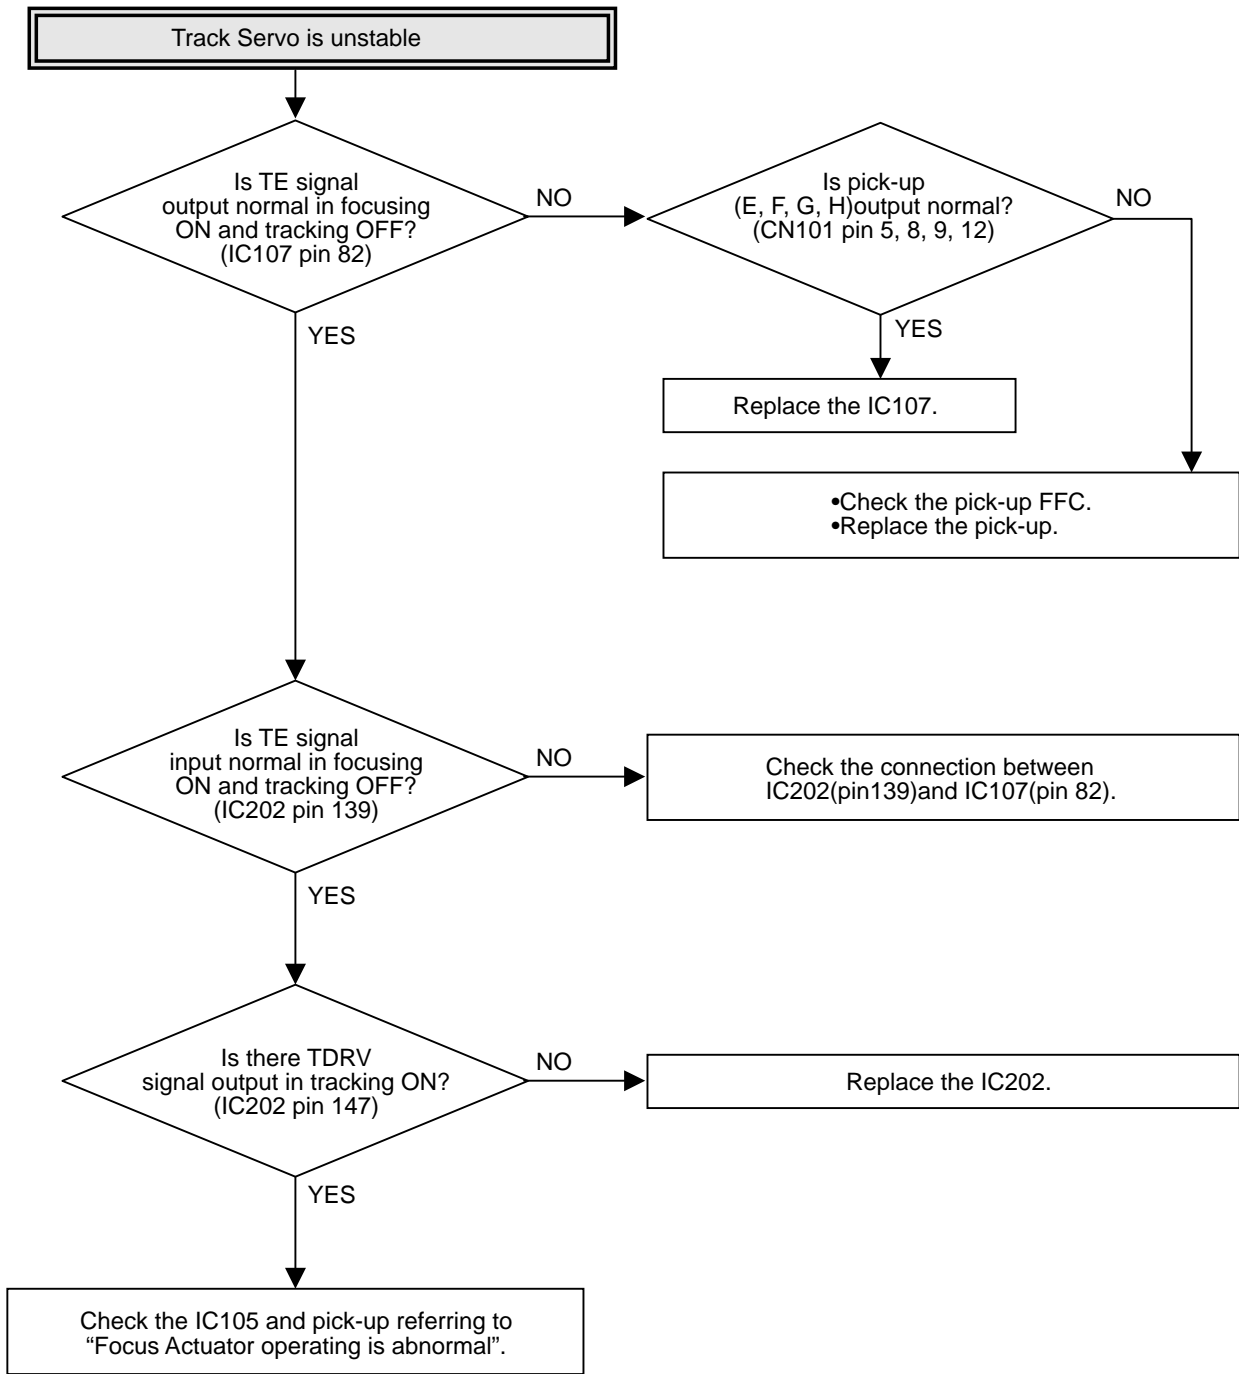 Track Servo is unstable
Is TE signal
output normal in focusing
ON and tracking OFF?
(IC107 pin 82)
NO
YES
Is pick-up
(E, F, G, H)output normal?
(CN101 pin 5, 8, 9, 12)
NO
YES
Replace the IC107.
•Check the pick-up FFC.
•Replace the pick-up.
Is TE signal
input normal in focusing
ON and tracking OFF?
(IC202 pin 139)
NO
YES
Check the connection between
IC202(pin139)and IC107(pin 82).
Is there TDRV
signal output in tracking ON?
(IC202 pin 147)
NO
YES
Replace the IC202.
Check the IC105 and pick-up referring to
“Focus Actuator operating is abnormal”.